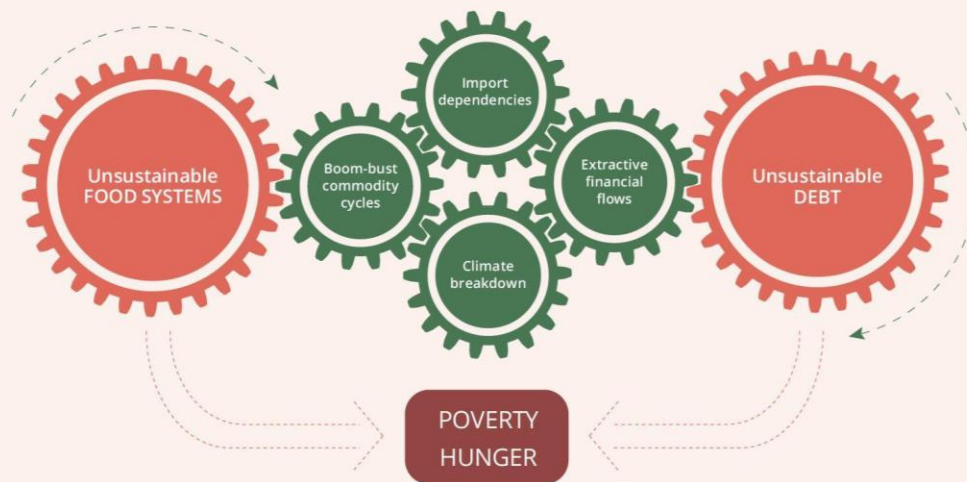 Unsustainable
FOOD SYSTEMS
Boom-bust
commodity
cycles
Import
dependencies
Climate
breakdown
Extractive
financial
flows
Unsustainable
DEBT
POVERTY
HUNGER